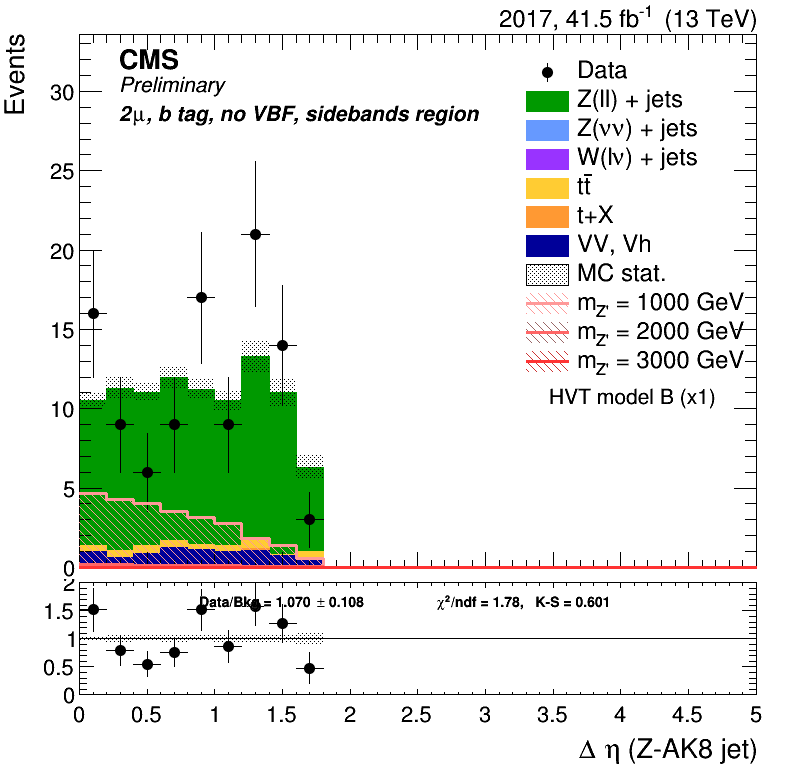 2017, 41.5 fb⁻¹ (13 TeV)
Events
CMS
Preliminary
2μ, b tag, no VBF, sidebands region
Data
Z(ll) + jets
Z(νν) + jets
W(lν) + jets
tt̄
t+X
VV, Vh
MC stat.
m_Z' = 1000 GeV
m_Z' = 2000 GeV
m_Z' = 3000 GeV
HVT model B (x1)
30
25
20
15
10
5
0
Data/Bkg = 1.070 ± 0.108
χ²/ndf = 1.78, K-S = 0.601
2
1.5
1
0.5
0
0 0.5 1 1.5 2 2.5 3 3.5 4 4.5 5
Δ η (Z-AK8 jet)